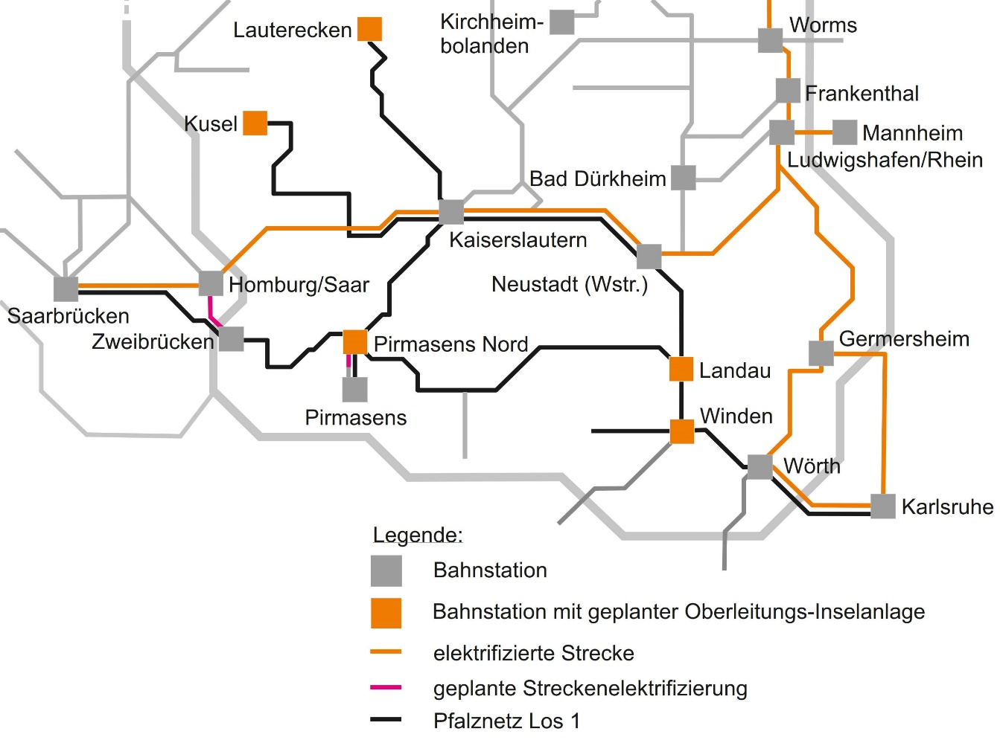 Lauterecken
Kirchheim-
bolanden
Worms
Frankenthal
Kusel
Mannheim
Ludwigshafen/Rhein
Bad Dürkheim
Kaiserslautern
Homburg/Saar
Neustadt (Wstr.)
Saarbrücken
Zweibrücken
Pirmasens Nord
Germersheim
Landau
Pirmasens
Winden
Wörth
Karlsruhe
Legende:
Bahnstation
Bahnstation mit geplanter Oberleitungs-Inselanlage
elektrifizierte Strecke
geplante Streckenelektrifizierung
Pfalznetz Los 1